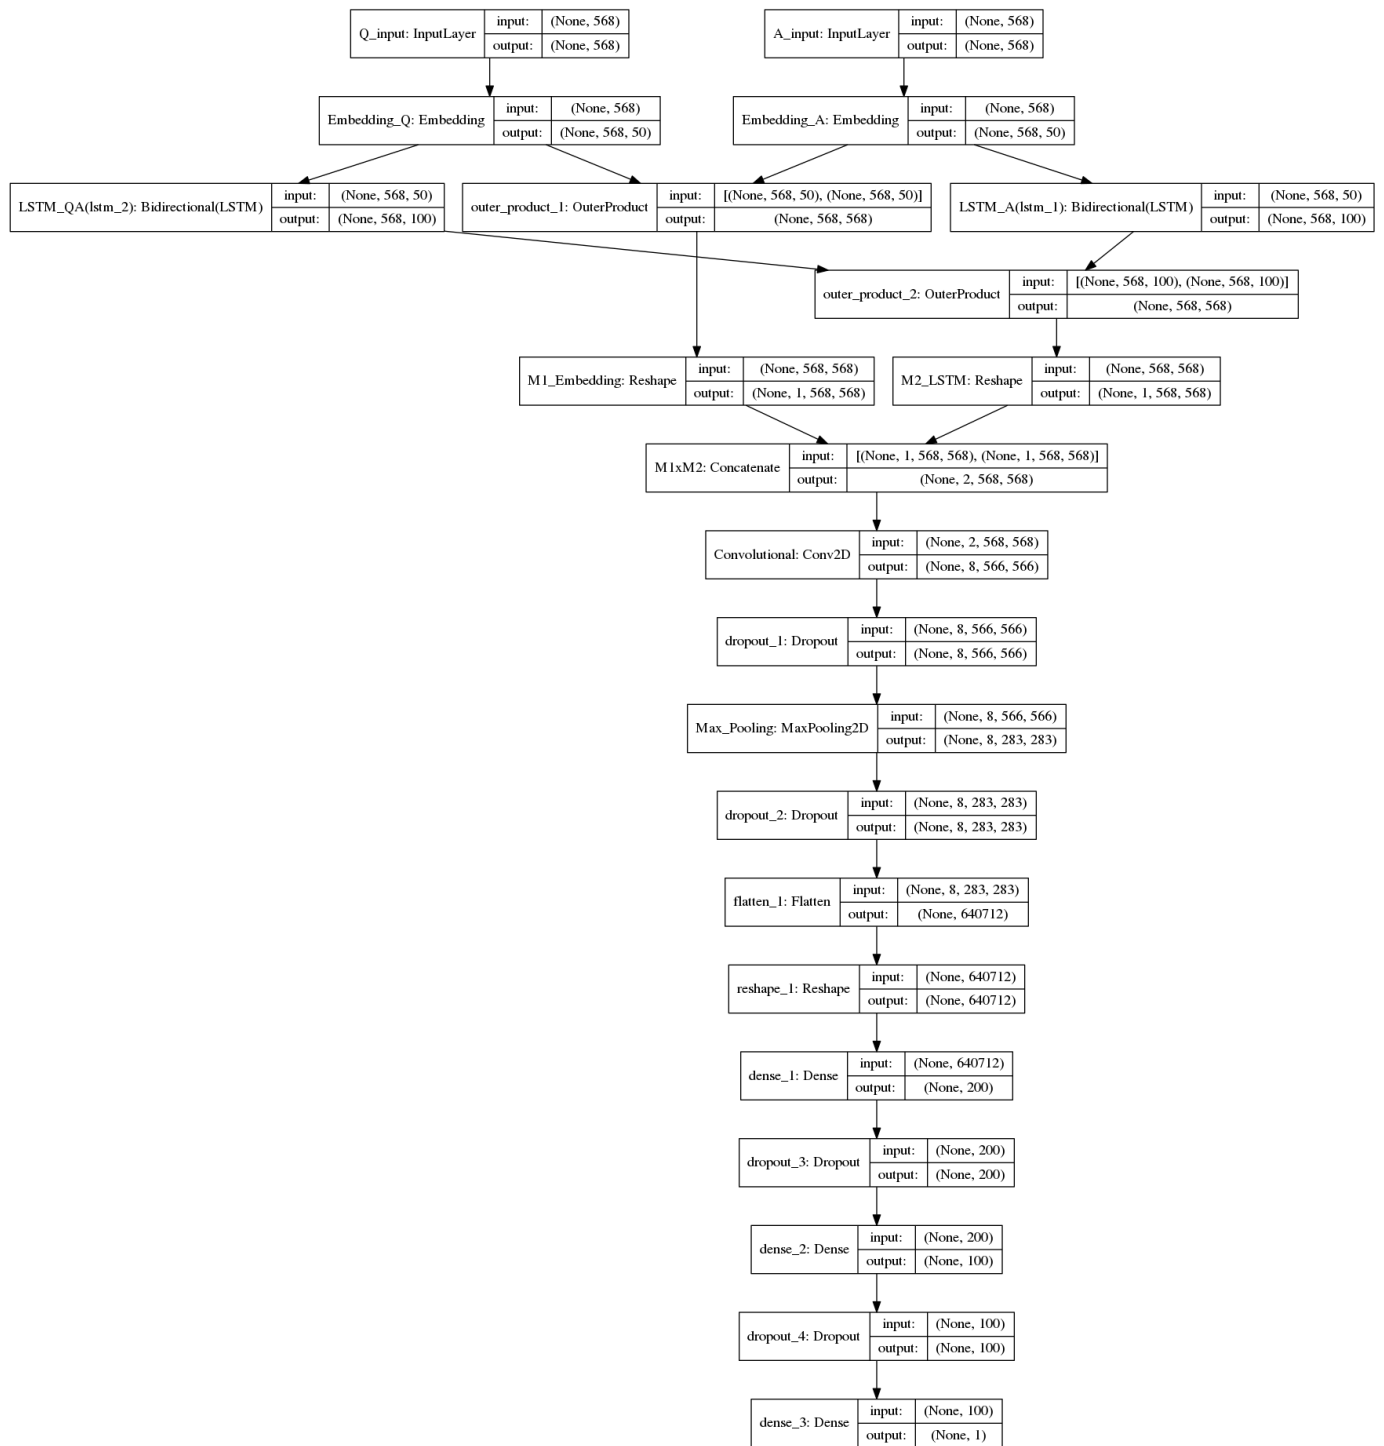 Q_input: InputLayer
input: (None, 568)
output: (None, 568)
A_input: InputLayer
input: (None, 568)
output: (None, 568)
Embedding_Q: Embedding
input: (None, 568)
output: (None, 568, 50)
Embedding_A: Embedding
input: (None, 568)
output: (None, 568, 50)
LSTM_QA(lstm_2): Bidirectional(LSTM)
input: (None, 568, 50)
output: (None, 568, 100)
outer_product_1: OuterProduct
input: [(None, 568, 50), (None, 568, 50)]
output: (None, 568, 568)
LSTM_A(lstm_1): Bidirectional(LSTM)
input: (None, 568, 50)
output: (None, 568, 100)
outer_product_2: OuterProduct
input: [(None, 568, 100), (None, 568, 100)]
output: (None, 568, 568)
M1_Embedding: Reshape
input: (None, 568, 568)
output: (None, 1, 568, 568)
M2_LSTM: Reshape
input: (None, 568, 568)
output: (None, 1, 568, 568)
M1xM2: Concatenate
input: [(None, 1, 568, 568), (None, 1, 568, 568)]
output: (None, 2, 568, 568)
Convolutional: Conv2D
input: (None, 2, 568, 568)
output: (None, 8, 566, 566)
dropout_1: Dropout
input: (None, 8, 566, 566)
output: (None, 8, 566, 566)
Max_Pooling: MaxPooling2D
input: (None, 8, 566, 566)
output: (None, 8, 283, 283)
dropout_2: Dropout
input: (None, 8, 283, 283)
output: (None, 8, 283, 283)
flatten_1: Flatten
input: (None, 8, 283, 283)
output: (None, 640712)
reshape_1: Reshape
input: (None, 640712)
output: (None, 640712)
dense_1: Dense
input: (None, 640712)
output: (None, 200)
dropout_3: Dropout
input: (None, 200)
output: (None, 200)
dense_2: Dense
input: (None, 200)
output: (None, 100)
dropout_4: Dropout
input: (None, 100)
output: (None, 100)
dense_3: Dense
input: (None, 100)
output: (None, 1)